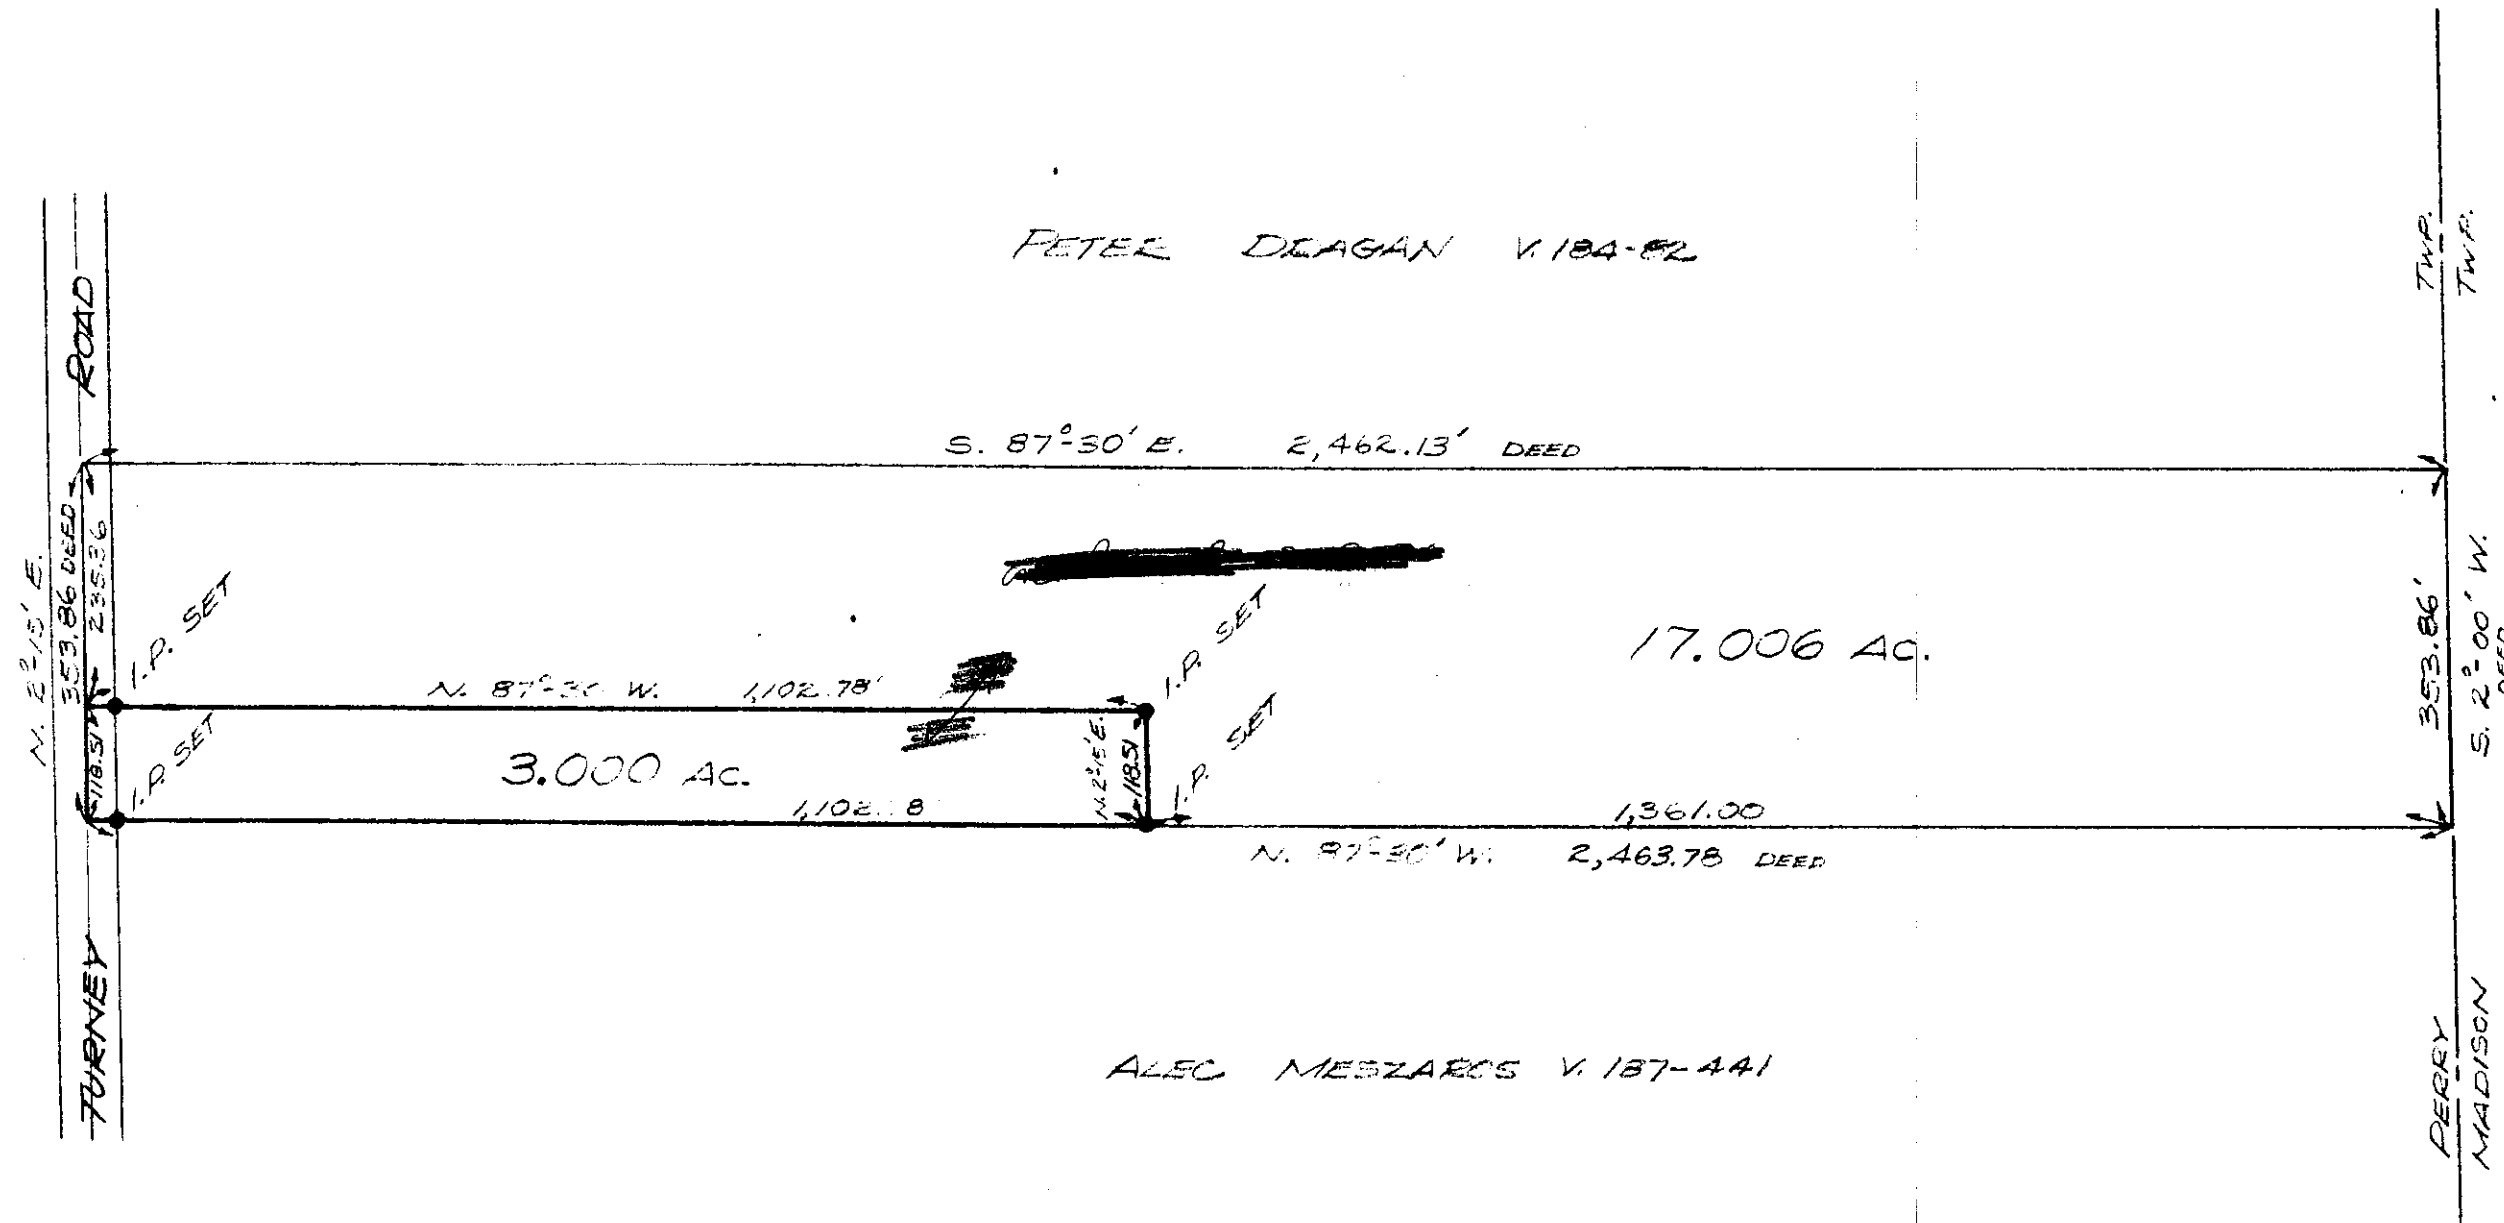 PETER DRAGAN V. 184-82
TWP.
TWP.
ROAD
S. 87°-30' E. 2,462.13' DEED
N. 2°-15' E.
353.86 DEED
235.36
I.P. SET
I.P. SET
17.006 AC.
353.86'
S. 2°-00' W.
DEED
N. 87°-30' W. 1,102.78'
118.51
I.P. SET
3.000 AC.
N. 2°-15' E.
118.51
I.P. SET
1,361.00
N. 87°-30' W. 2,463.78 DEED
TURNEY
ALEC MESZAROS V. 187-441
PERRY
MADISON